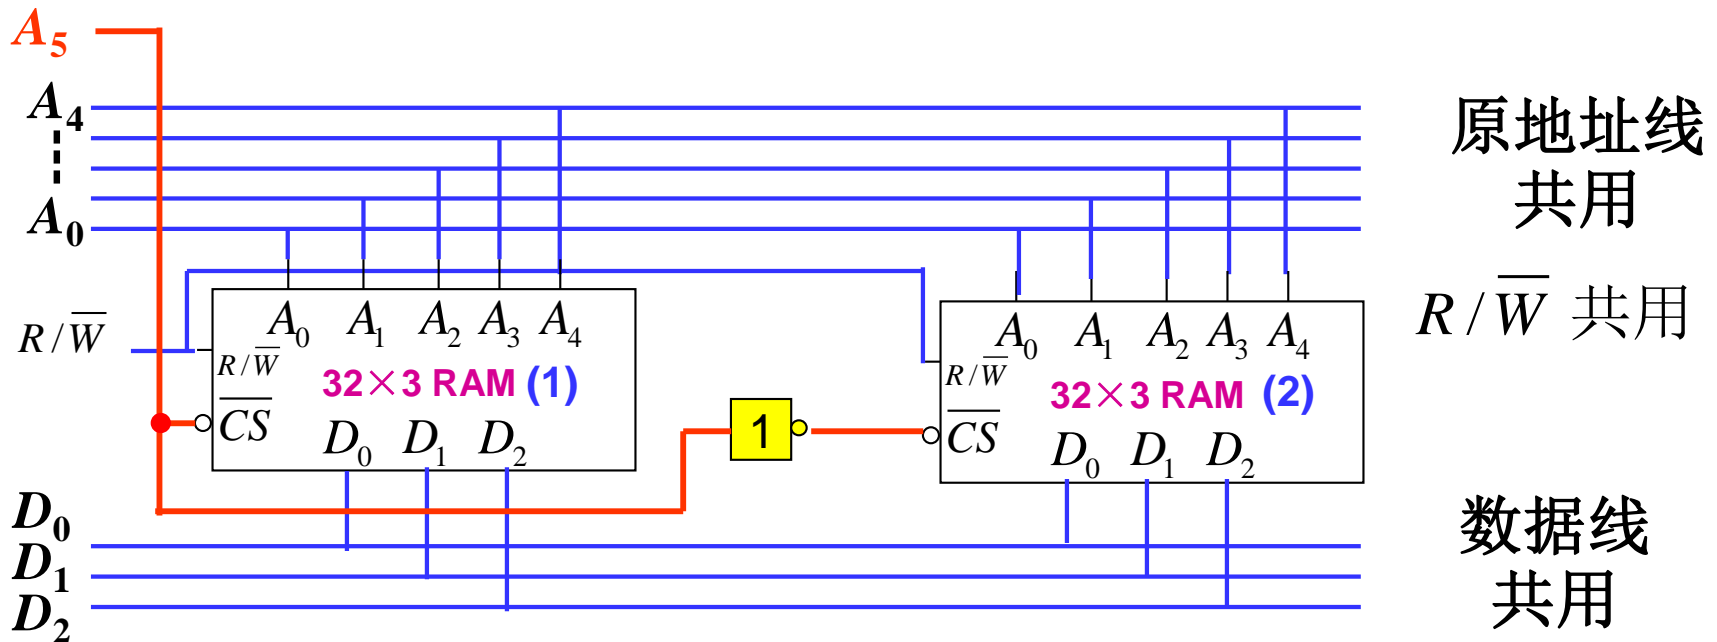 A₅
A₄
A₀
原地址线
共用
R/W̅
R/W̅ 共用
A₀ A₁ A₂ A₃ A₄
R/W̅
32×3 RAM (1)
C̅S̅
D₀ D₁ D₂
1
A₀ A₁ A₂ A₃ A₄
R/W̅
32×3 RAM (2)
C̅S̅
D₀ D₁ D₂
D₀
D₁
D₂
数据线
共用